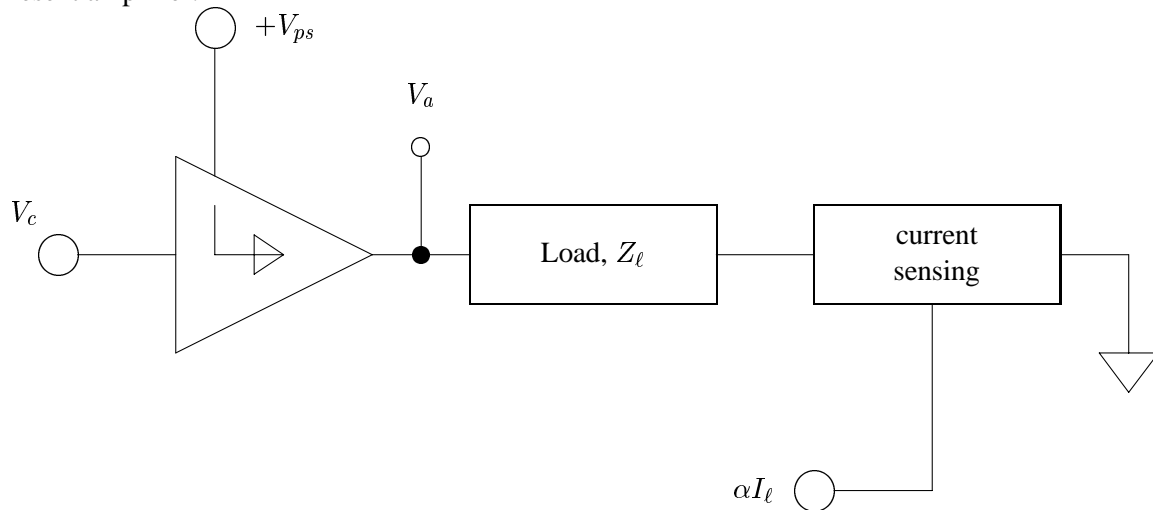 +V_ps
V_a
V_c
Load, Z_ℓ
current
sensing
αI_ℓ